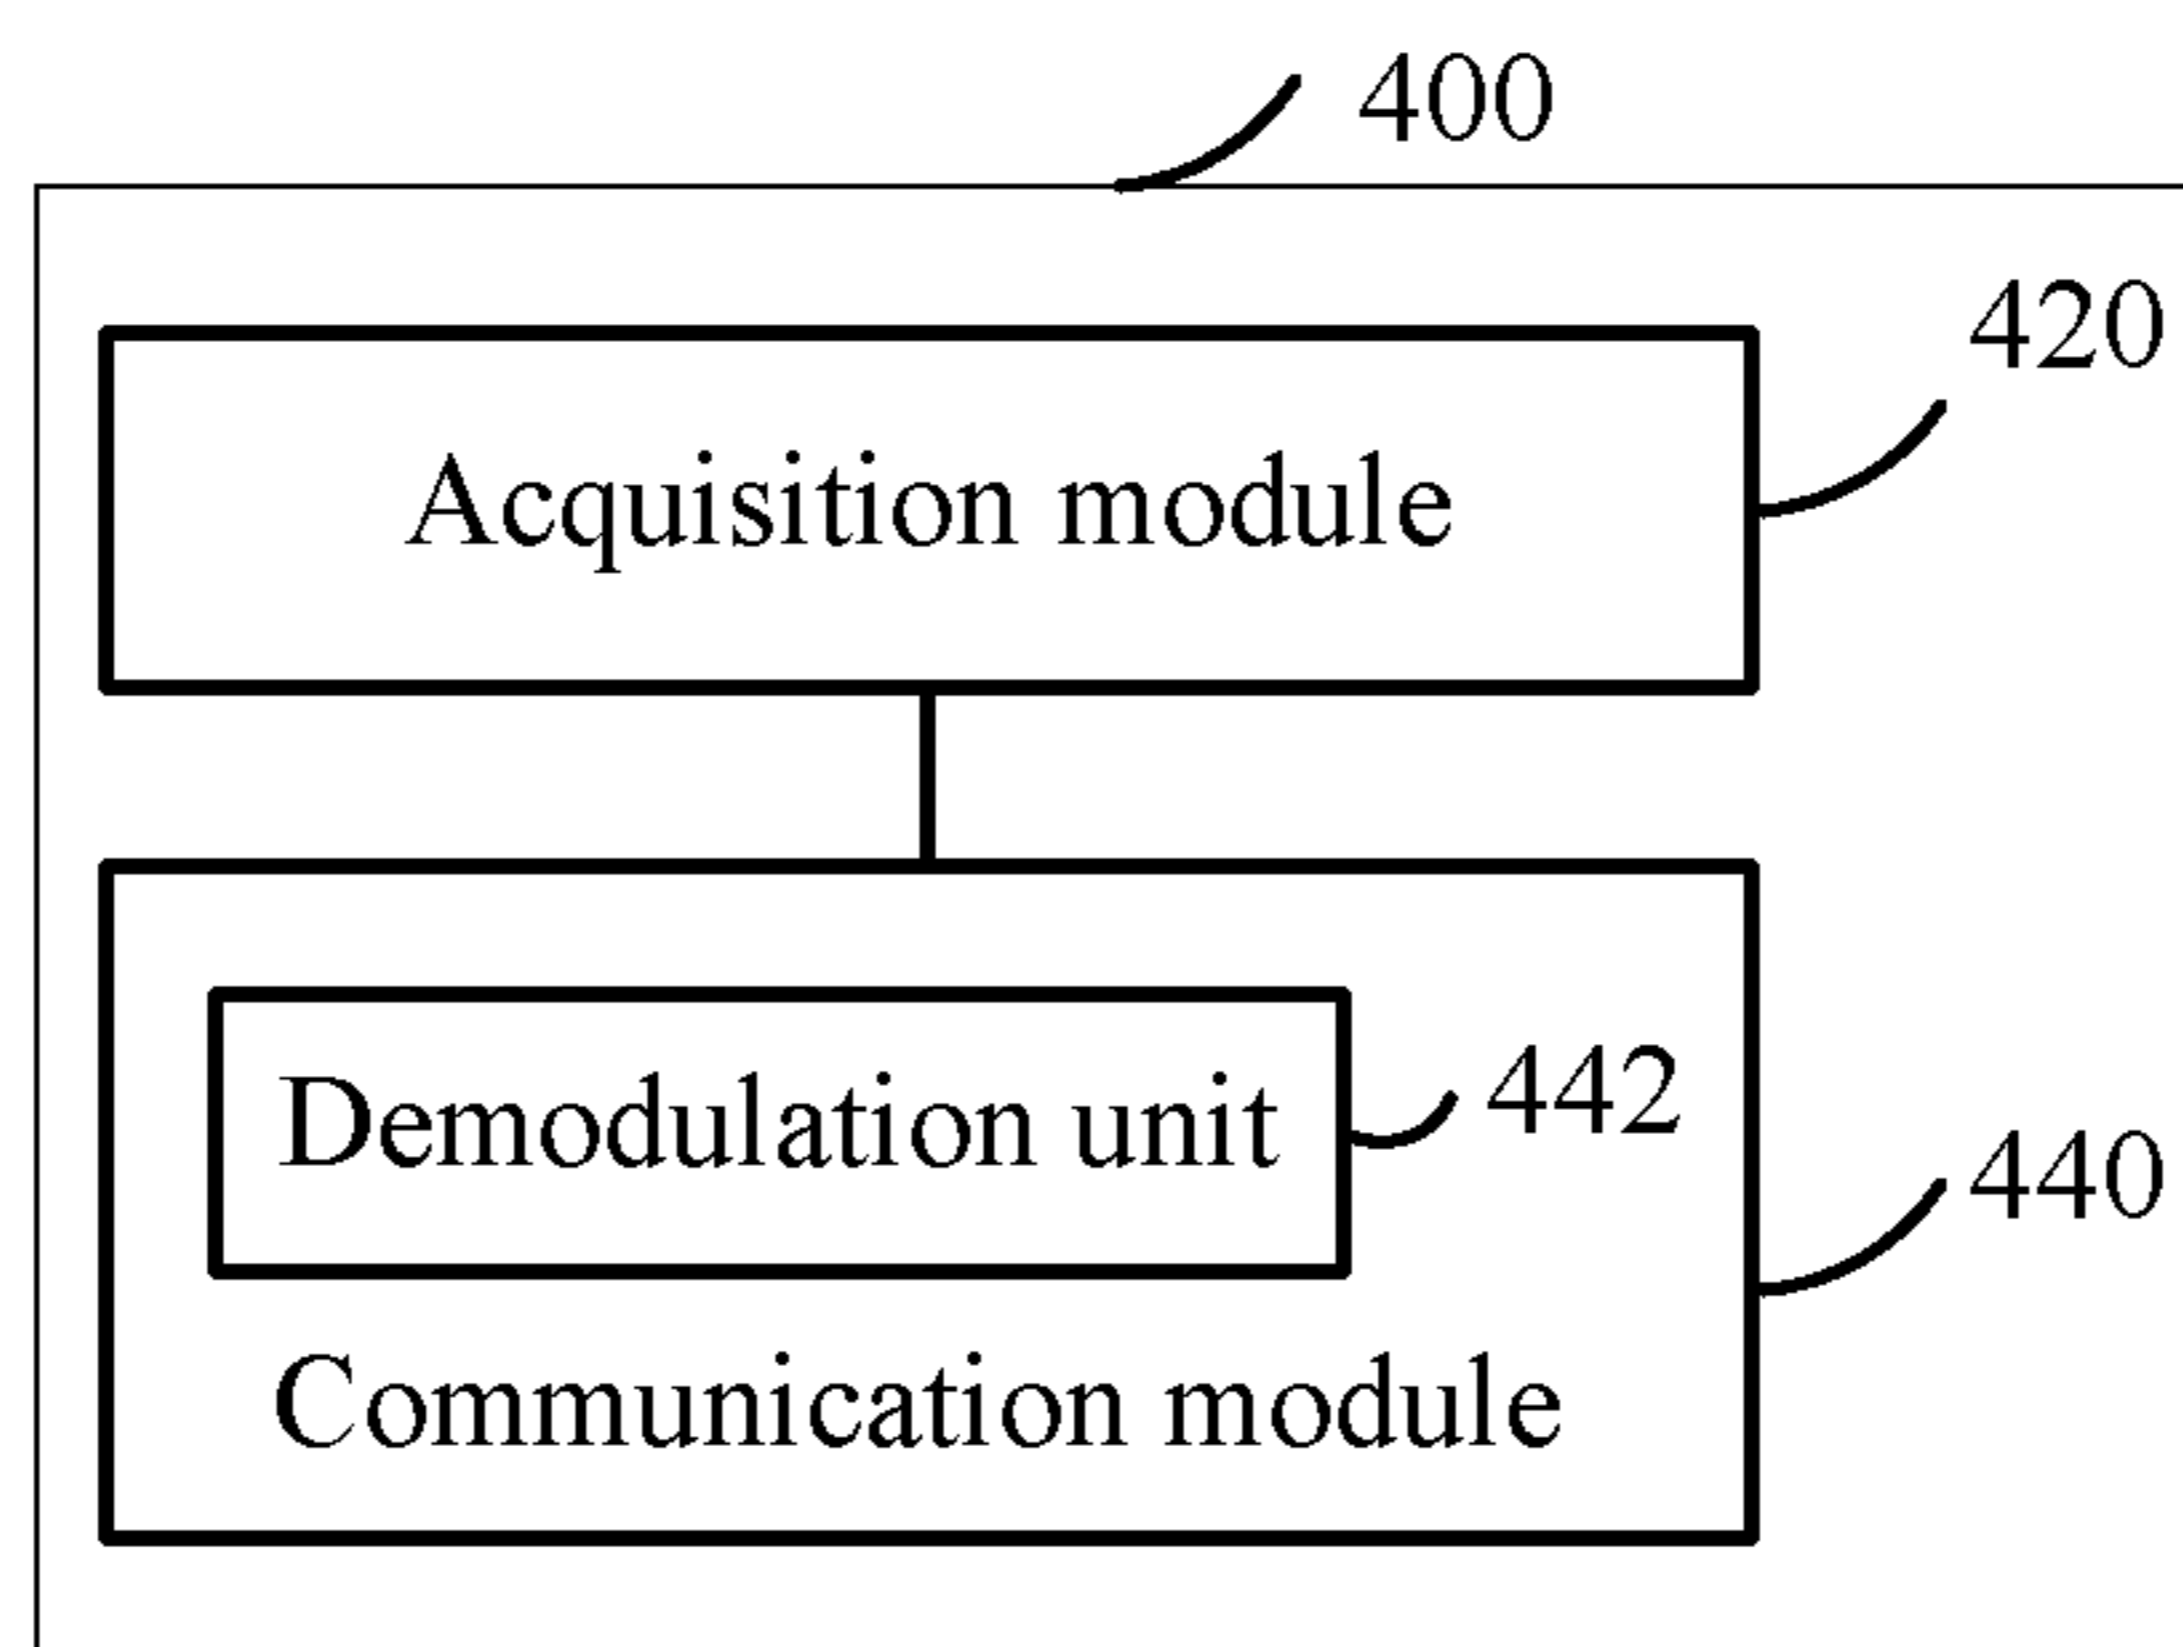 400
420
Acquisition module
Demodulation unit
442
440
Communication module